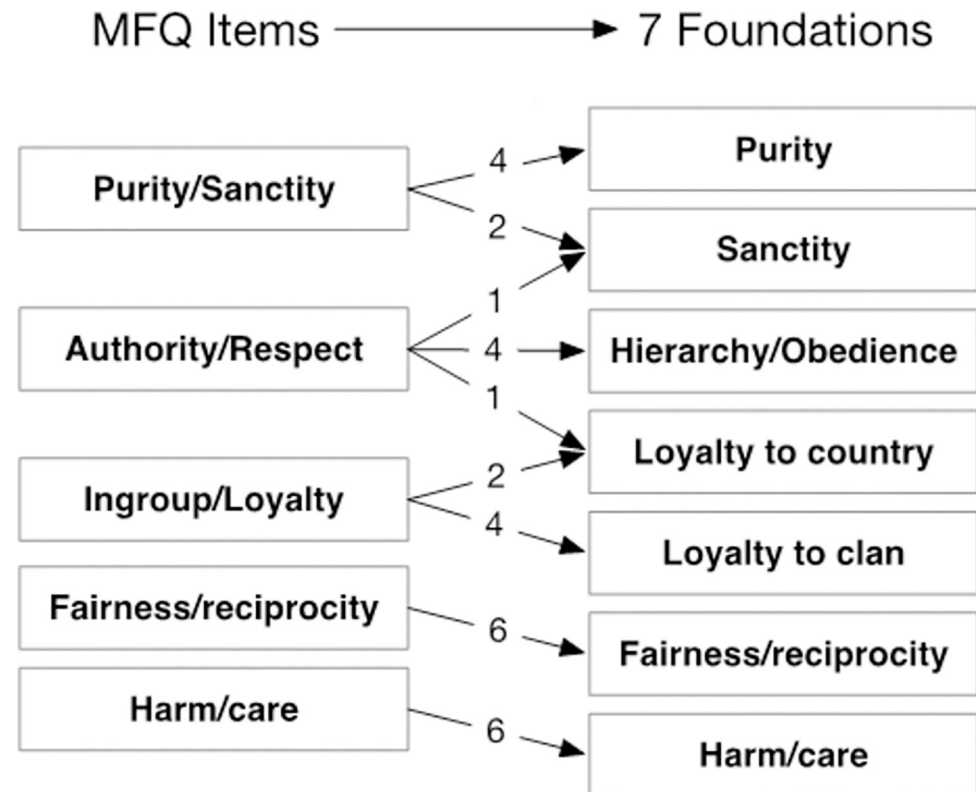 MFQ Items
7 Foundations
Purity/Sanctity
4
2
Purity
Sanctity
Authority/Respect
1
4
1
Hierarchy/Obedience
Loyalty to country
Ingroup/Loyalty
2
4
Loyalty to clan
Fairness/reciprocity
6
Fairness/reciprocity
Harm/care
6
Harm/care